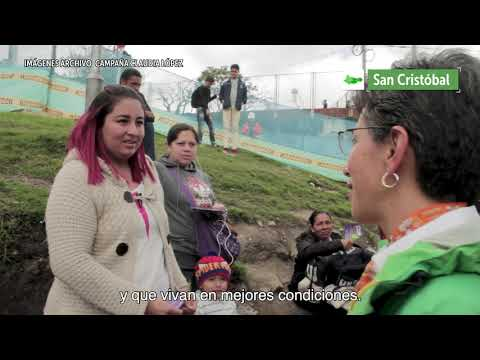 IMÁGENES ARCHIVO CAMPAÑA CLAUDIA LÓPEZ
San Cristóbal
y que vivan en mejores condiciones.